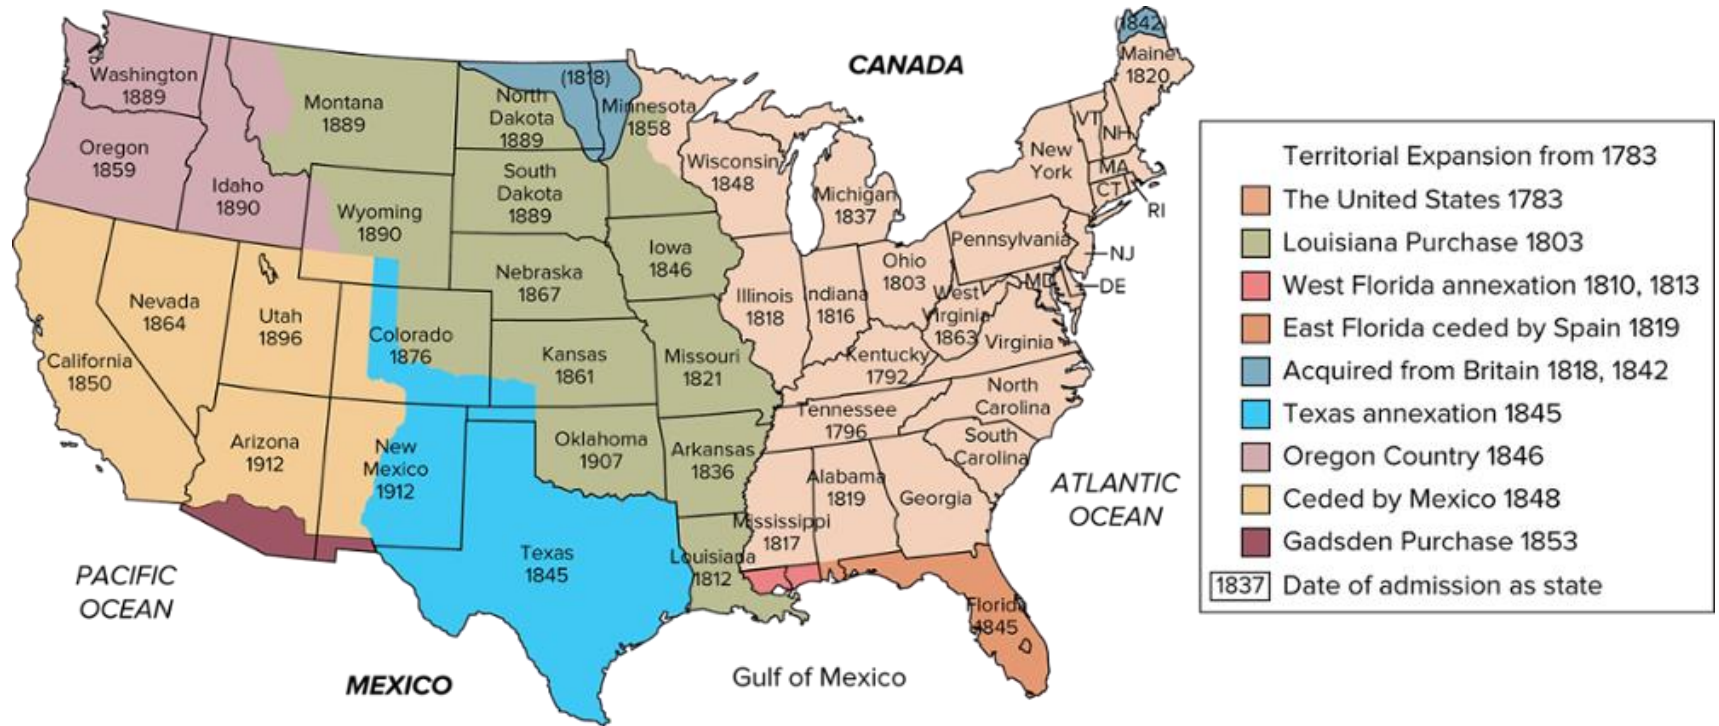 (1842)
CANADA
Maine
1820
Washington
1889
Montana
1889
(1818)
North
Dakota
1889
Minnesota
1858
VT
NH
Oregon
1859
Idaho
1890
Wyoming
1890
South
Dakota
1889
Wisconsin
1848
Michigan
1837
New
York
MA
CT
RI
Iowa
1846
Pennsylvania
NJ
Nebraska
1867
Ohio
1803
MD
DE
Nevada
1864
Utah
1896
Illinois
1818
Indiana
1816
West
Virginia
1863
Virginia
California
1850
Colorado
1876
Kansas
1861
Missouri
1821
Kentucky
1792
North
Carolina
Tennessee
1796
Arizona
1912
New
Mexico
1912
Oklahoma
1907
Arkansas
1836
South
Carolina
Alabama
1819
Georgia
ATLANTIC
OCEAN
Mississippi
1817
Texas
1845
Louisiana
1812
PACIFIC
OCEAN
Florida
1845
MEXICO
Gulf of Mexico
Territorial Expansion from 1783
The United States 1783
Louisiana Purchase 1803
West Florida annexation 1810, 1813
East Florida ceded by Spain 1819
Acquired from Britain 1818, 1842
Texas annexation 1845
Oregon Country 1846
Ceded by Mexico 1848
Gadsden Purchase 1853
1837 Date of admission as state